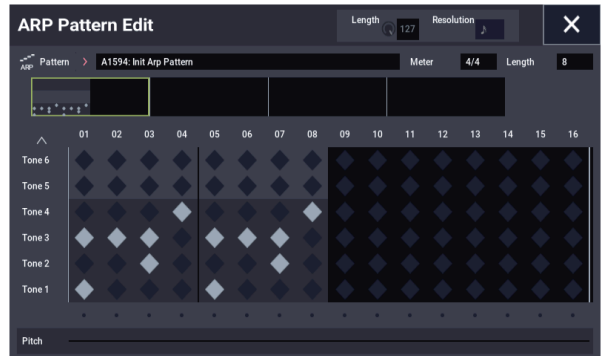 ARP Pattern Edit
Length 127 Resolution ♪ X
ARP Pattern > A1594: Init Arp Pattern Meter 4/4 Length 8
01 02 03 04 05 06 07 08 09 10 11 12 13 14 15 16
Tone 6
Tone 5
Tone 4
Tone 3
Tone 2
Tone 1
Pitch